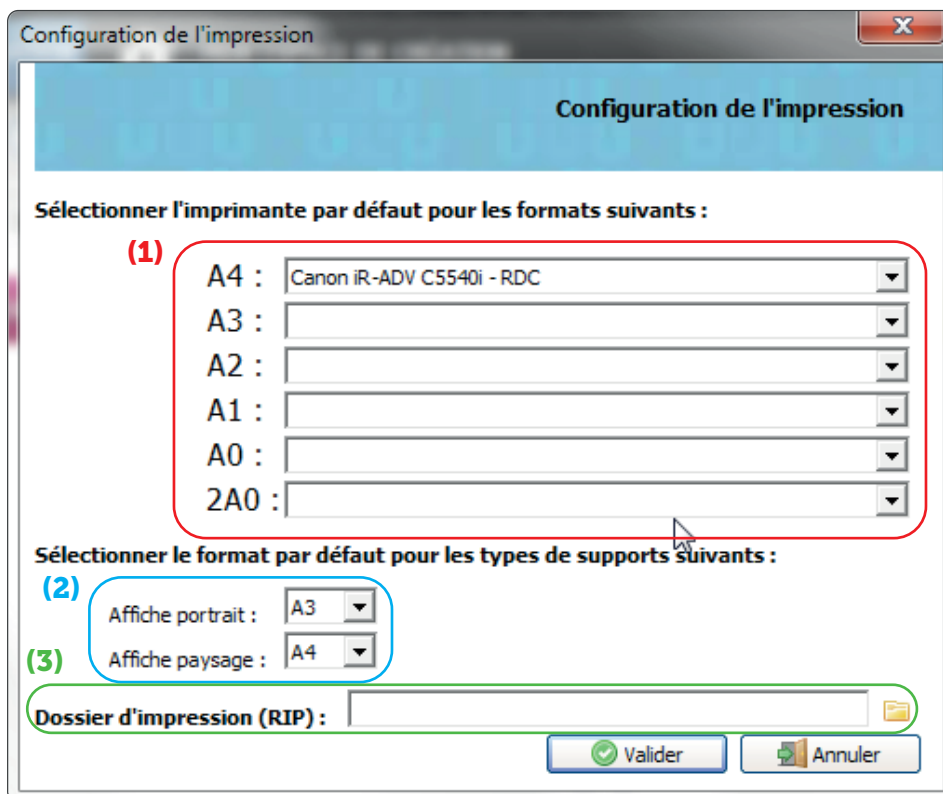 Configuration de l'impression
Configuration de l'impression
Sélectionner l'imprimante par défaut pour les formats suivants :
(1)
A4 : Canon iR-ADV C5540i - RDC
A3 :
A2 :
A1 :
A0 :
2A0 :
Sélectionner le format par défaut pour les types de supports suivants :
(2)
Affiche portrait : A3
Affiche paysage : A4
(3)
Dossier d'impression (RIP) :
Valider Annuler